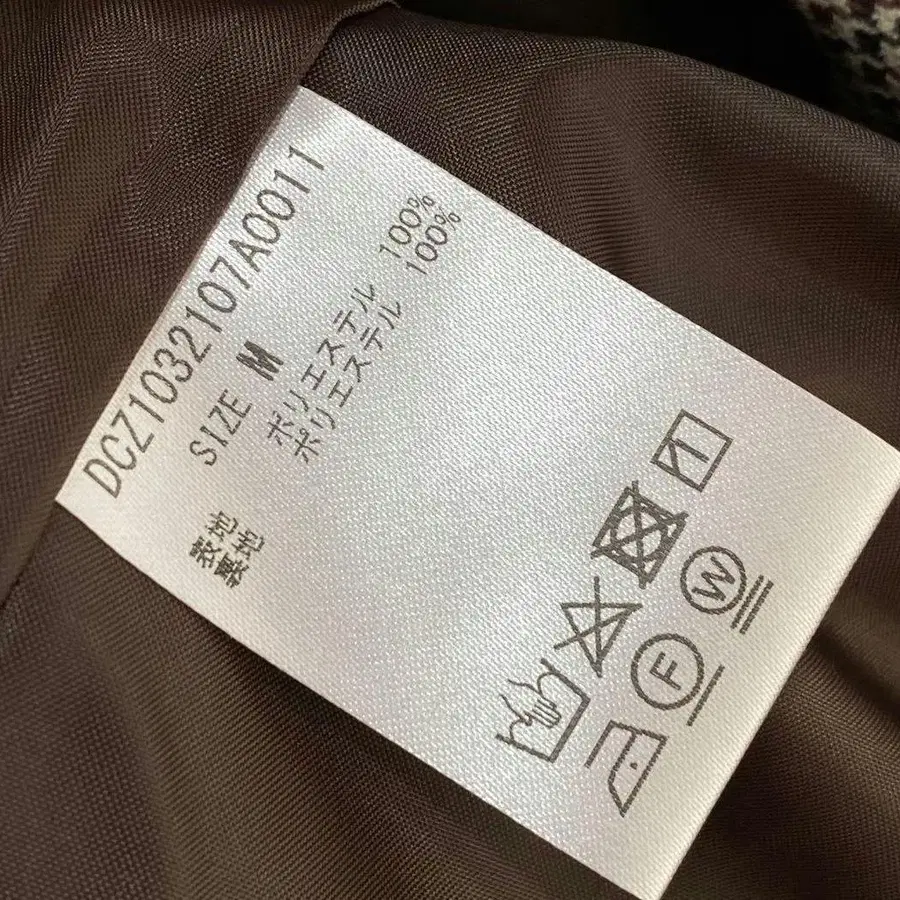 DCZ1032107A0011
SIZE M
表地 ポリエステル 100%
裏地 ポリエステル 100%
W
F